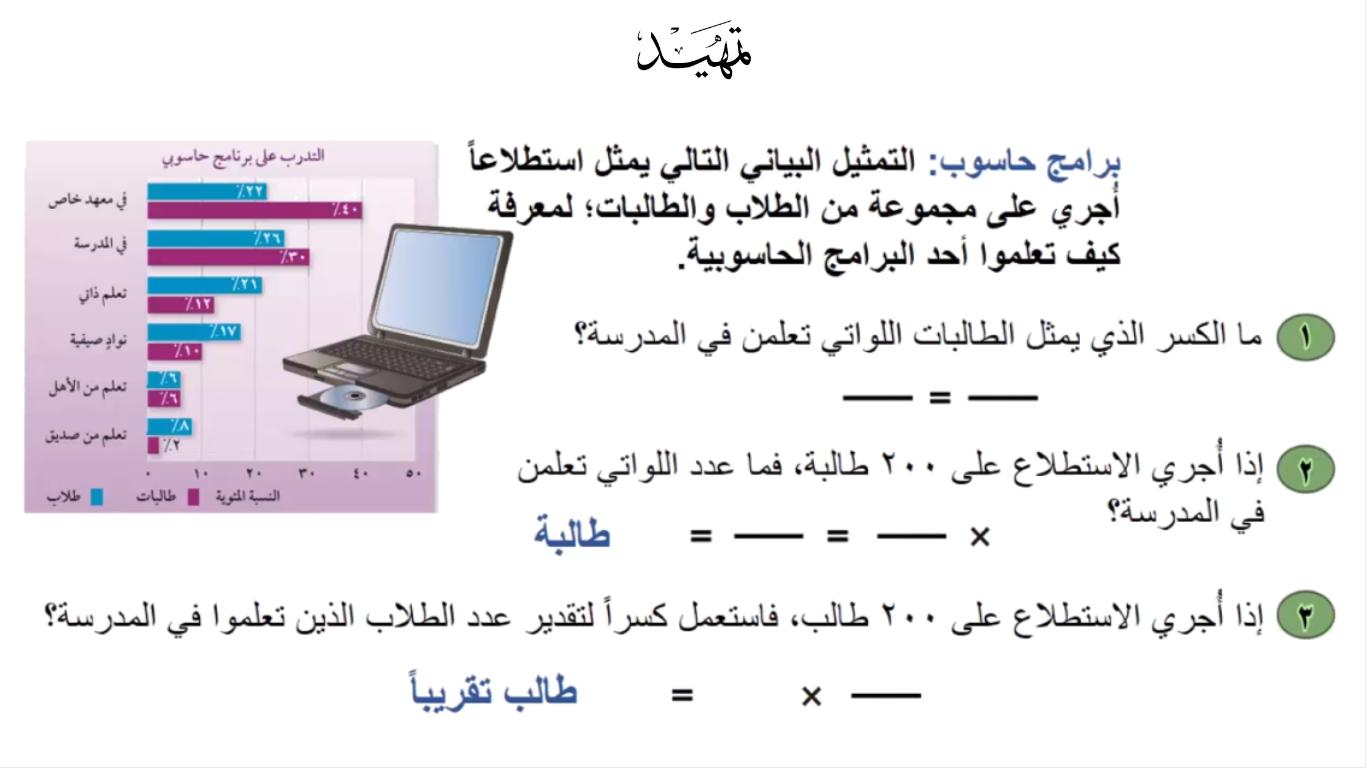 تمهيد
برامج حاسوب: التمثيل البياني التالي يمثل استطلاعاً
أُجري على مجموعة من الطلاب والطالبات؛ لمعرفة
كيف تعلموا أحد البرامج الحاسوبية.
التدرب على برنامج حاسوبي
في معهد خاص
٪٢٢
٪٤٠
في المدرسة
٪٢٦
٪٣٠
تعلم ذاتي
٪٢١
٪١٢
نوادٍ صيفية
٪١٧
٪١٠
تعلم من الأهل
٪٦
٪٦
تعلم من صديق
٪٨
٪٢
٠ ١٠ ٢٠ ٣٠ ٤٠ ٥٠
النسبة المئوية طالبات طلاب
١ ما الكسر الذي يمثل الطالبات اللواتي تعلمن في المدرسة؟
=
٢ إذا أُجري الاستطلاع على ٢٠٠ طالبة، فما عدد اللواتي تعلمن
في المدرسة؟
× = = طالبة
٣ إذا أُجري الاستطلاع على ٢٠٠ طالب، فاستعمل كسراً لتقدير عدد الطلاب الذين تعلموا في المدرسة؟
× = طالب تقريباً